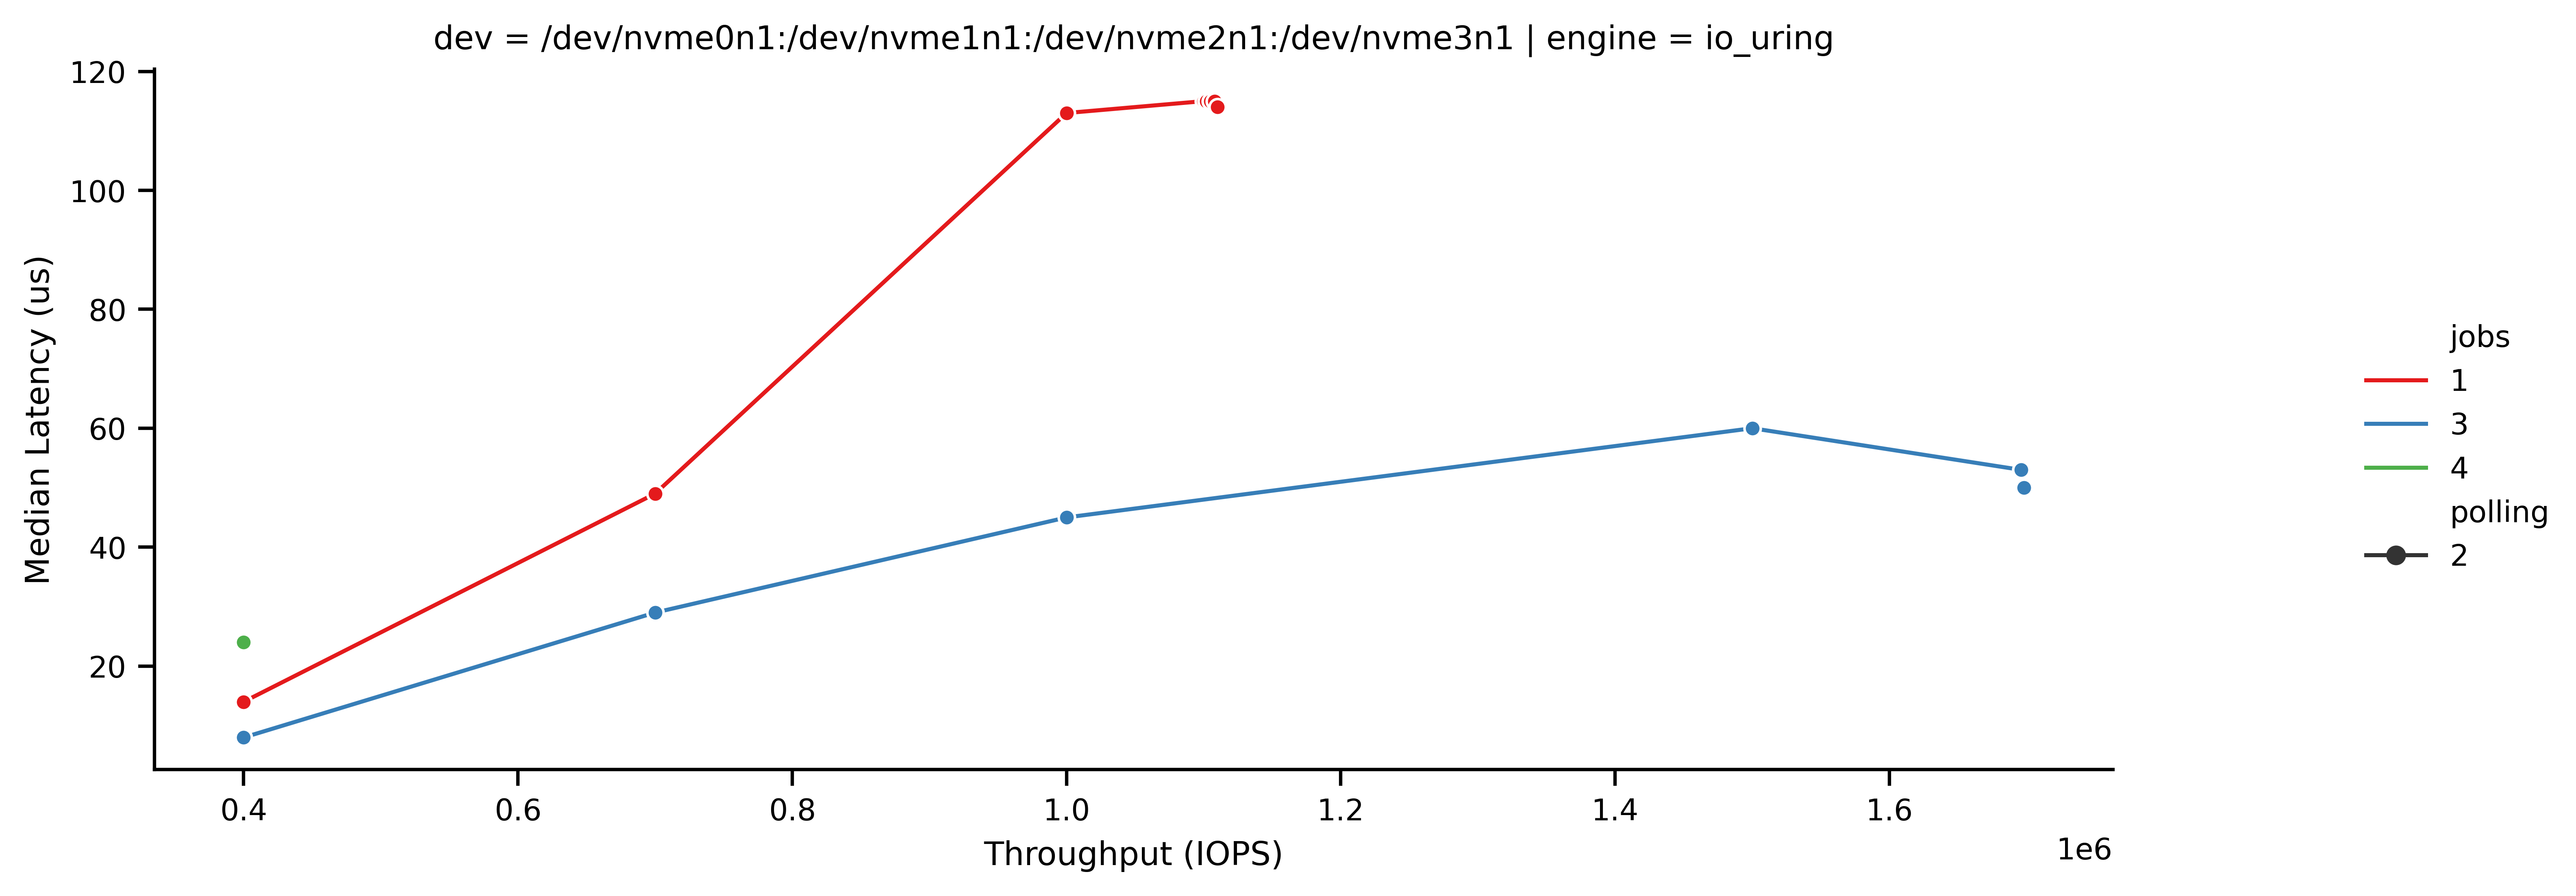 dev = /dev/nvme0n1:/dev/nvme1n1:/dev/nvme2n1:/dev/nvme3n1 | engine = io_uring
120
100
80
60
40
20
Median Latency (us)
0.4 0.6 0.8 1.0 1.2 1.4 1.6
1e6
Throughput (IOPS)
jobs
1
3
4
polling
2